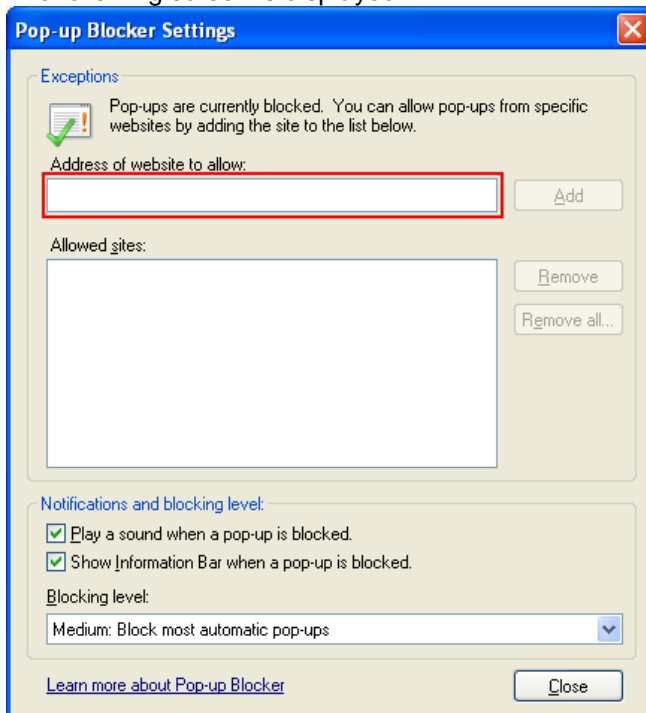 Pop-up Blocker Settings
Exceptions
Pop-ups are currently blocked. You can allow pop-ups from specific
websites by adding the site to the list below.
Address of website to allow:
Add
Allowed sites:
Remove
Remove all...
Notifications and blocking level:
Play a sound when a pop-up is blocked.
Show Information Bar when a pop-up is blocked.
Blocking level:
Medium: Block most automatic pop-ups
Learn more about Pop-up Blocker
Close